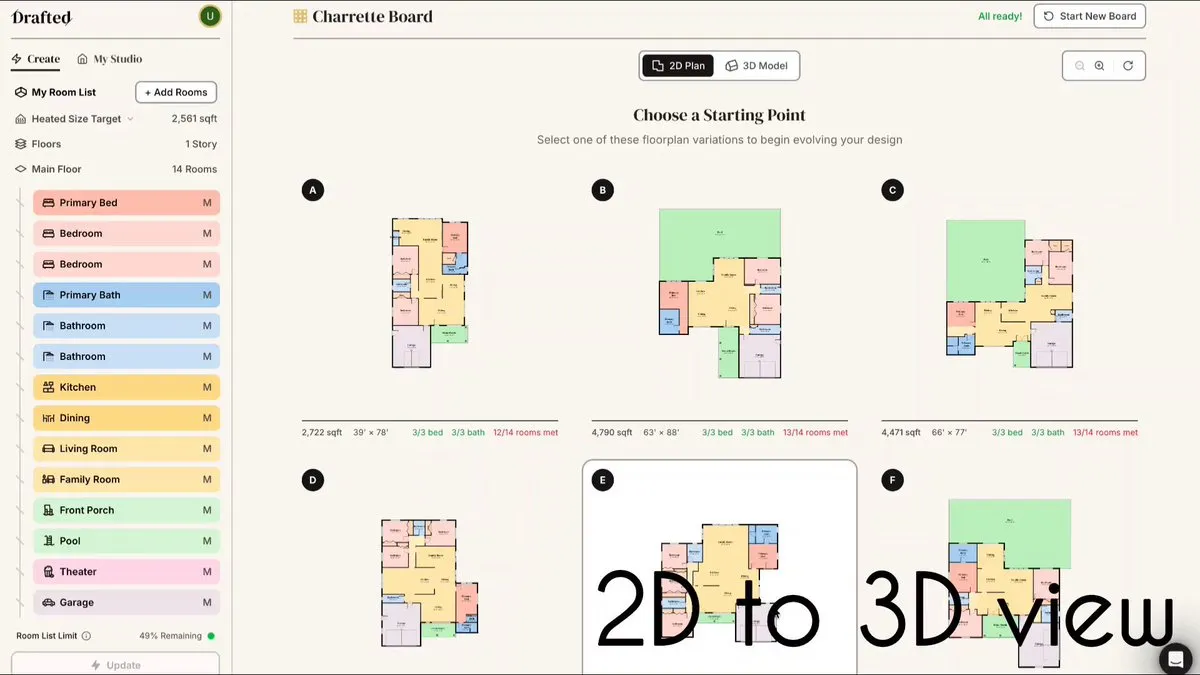 Drafted
U
Create
My Studio
My Room List
+ Add Rooms
Heated Size Target
2,561 sqft
Floors
1 Story
Main Floor
14 Rooms
Primary Bed M
Bedroom M
Bedroom M
Primary Bath M
Bathroom M
Bathroom M
Kitchen M
Dining M
Living Room M
Family Room M
Front Porch M
Pool M
Theater M
Garage M
Room List Limit
49% Remaining
Update
Charrette Board
All ready!
Start New Board
2D Plan
3D Model
Choose a Starting Point
Select one of these floorplan variations to begin evolving your design
A
B
C
2,722 sqft 39' × 78' 3/3 bed 3/3 bath 12/14 rooms met
4,790 sqft 63' × 88' 3/3 bed 3/3 bath 13/14 rooms met
4,471 sqft 66' × 77' 3/3 bed 3/3 bath 13/14 rooms met
D
E
F
2D to 3D view